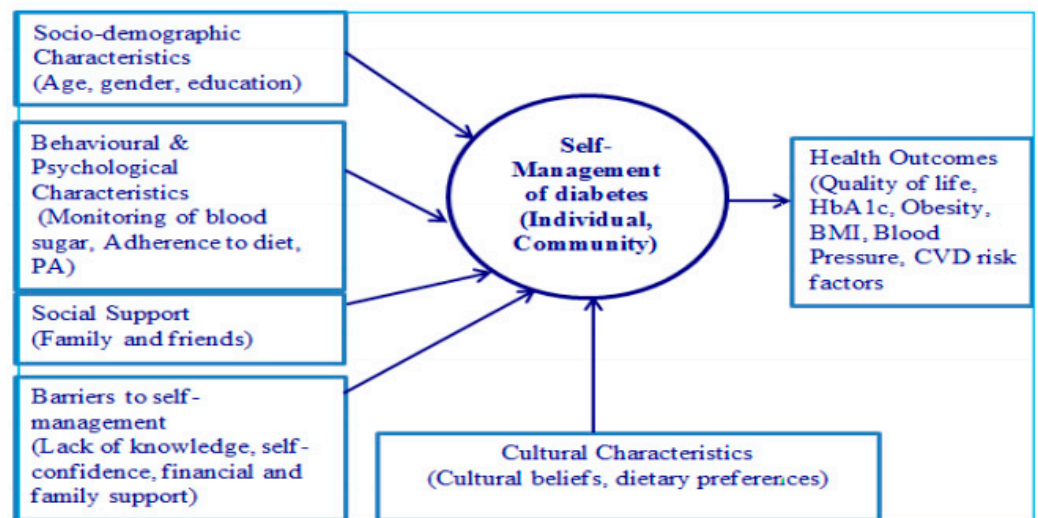 Socio-demographic
Characteristics
(Age, gender, education)
Behavioural &
Psychological
Characteristics
(Monitoring of blood
sugar, Adherence to diet,
PA)
Social Support
(Family and friends)
Barriers to self-
management
(Lack of knowledge, self-
confidence, financial and
family support)
Self-
Management
of diabetes
(Individual,
Community)
Cultural Characteristics
(Cultural beliefs, dietary preferences)
Health Outcomes
(Quality of life,
HbA1c, Obesity,
BMI, Blood
Pressure, CVD risk
factors